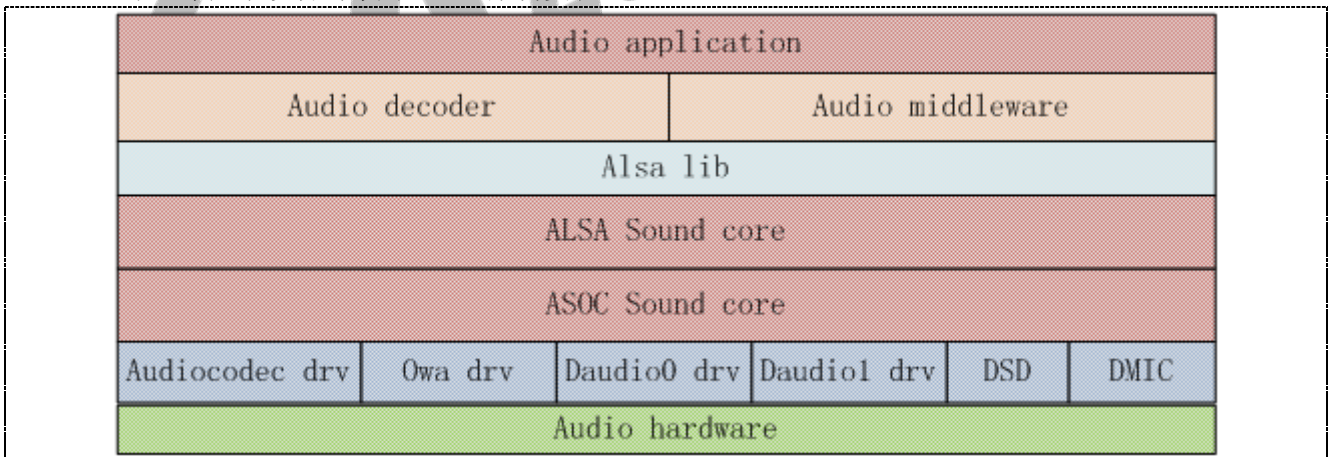 Audio application
Audio decoder Audio middleware
Alsa lib
ALSA Sound core
ASOC Sound core
Audiocodec drv Owa drv Daudio0 drv Daudio1 drv DSD DMIC
Audio hardware